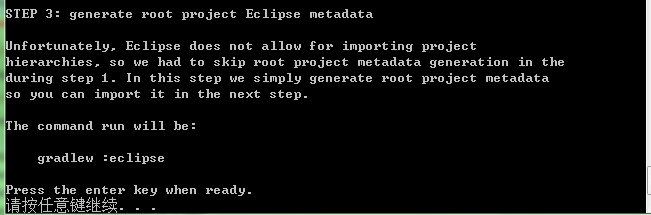 STEP 3: generate root project Eclipse metadata
Unfortunately, Eclipse does not allow for importing project
hierarchies, so we had to skip root project metadata generation in the
during step 1. In this step we simply generate root project metadata
so you can import it in the next step.
The command run will be:
gradlew :eclipse
Press the enter key when ready.
请按任意键继续. . .